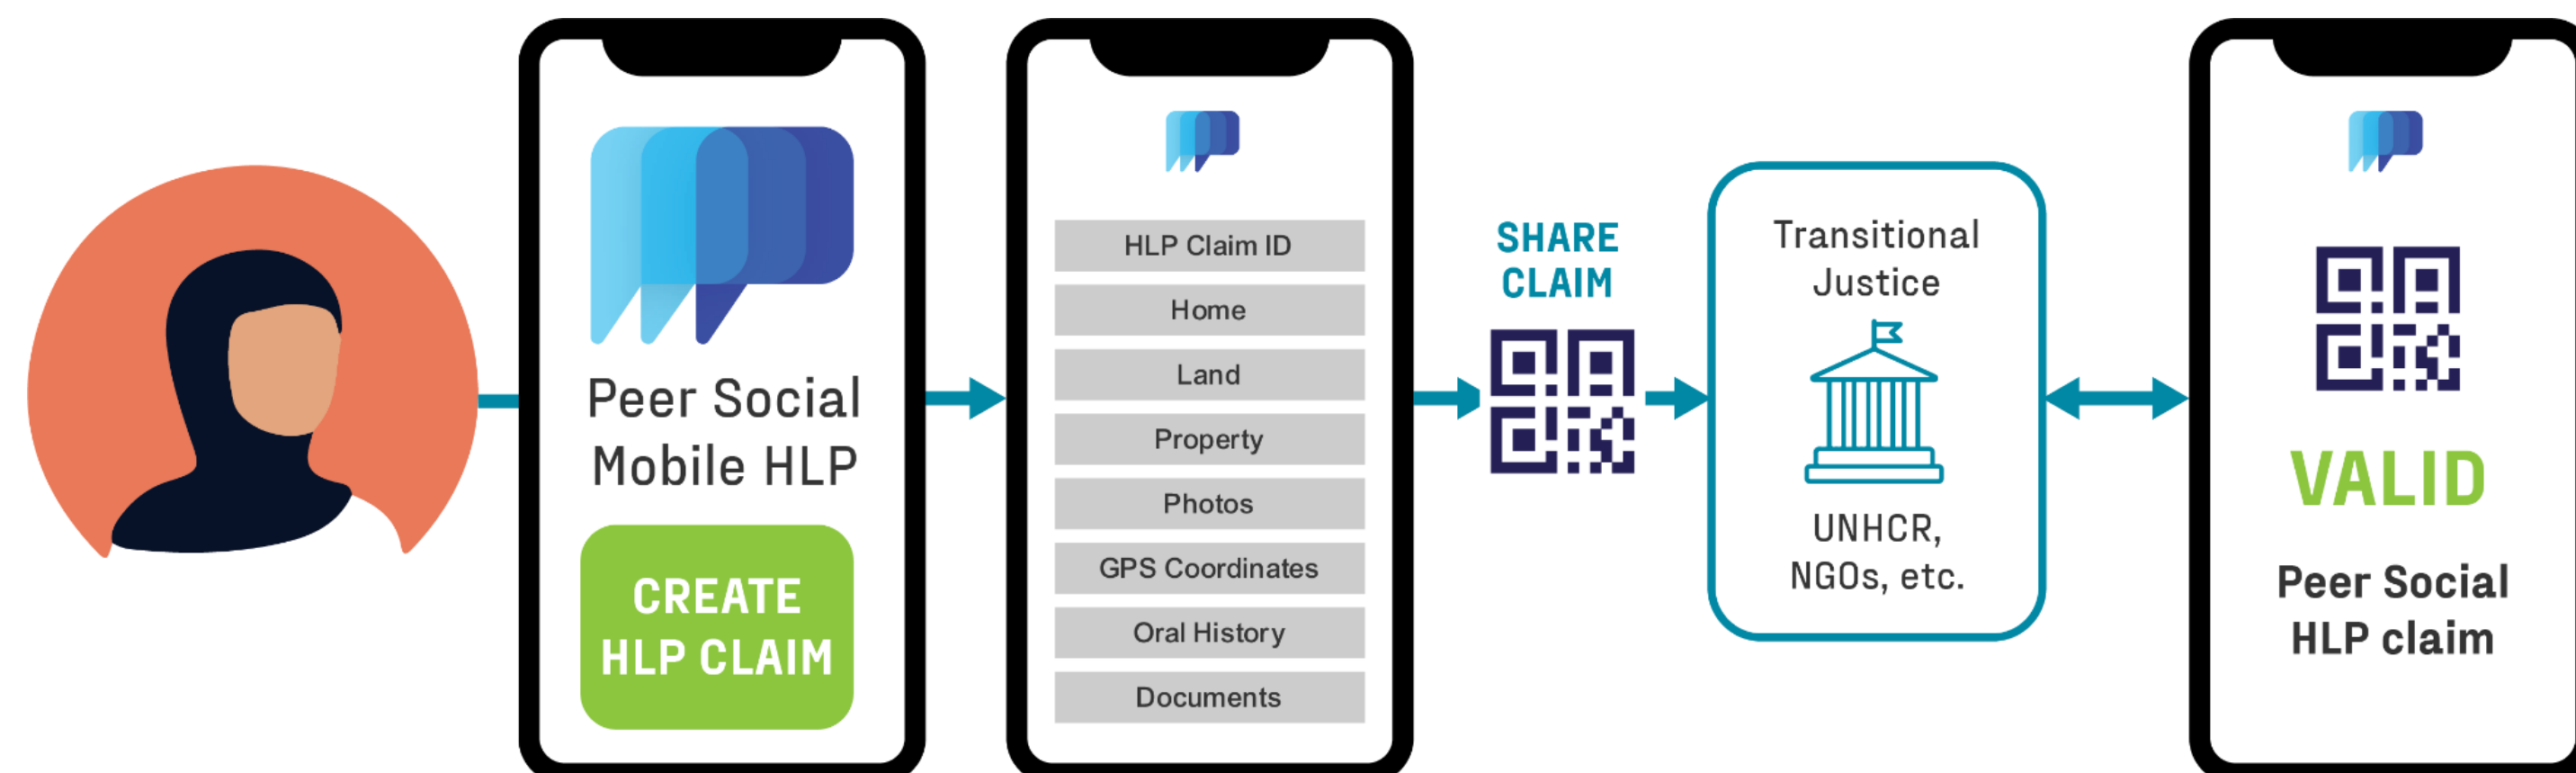 Peer Social
Mobile HLP
CREATE
HLP CLAIM
HLP Claim ID
Home
Land
Property
Photos
GPS Coordinates
Oral History
Documents
SHARE
CLAIM
Transitional
Justice
UNHCR,
NGOs, etc.
VALID
Peer Social
HLP claim